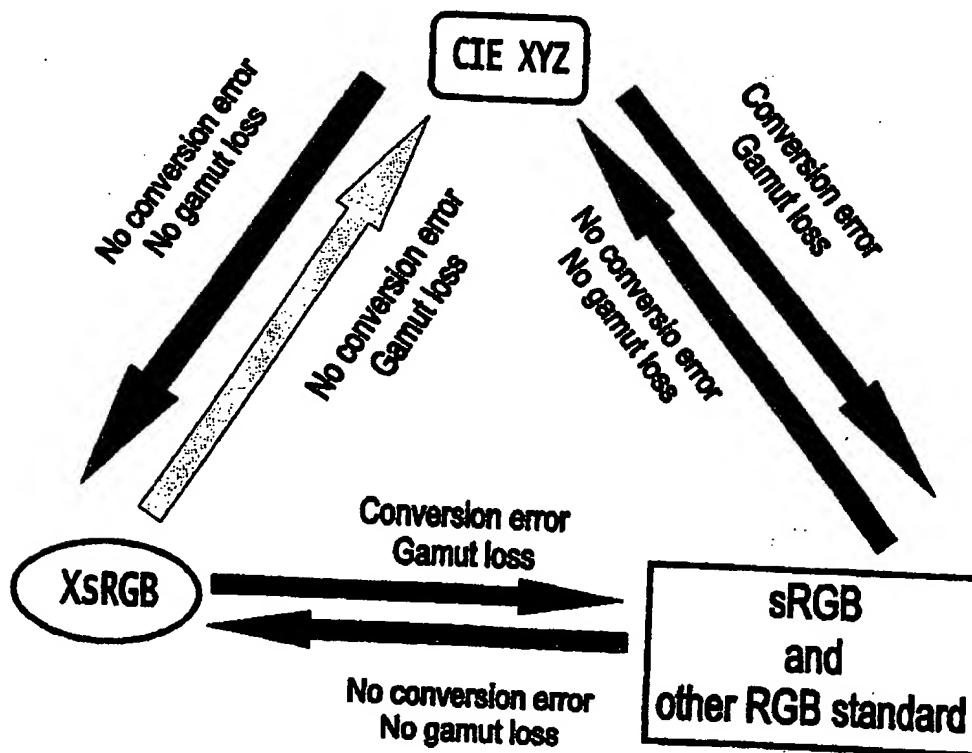 CIE XYZ
No conversion error
No gamut loss
No conversion error
Gamut loss
Conversion error
Gamut loss
No conversio error
No gamut loss
Conversion error
Gamut loss
XsRGB
sRGB
and
other RGB standard
No conversion error
No gamut loss